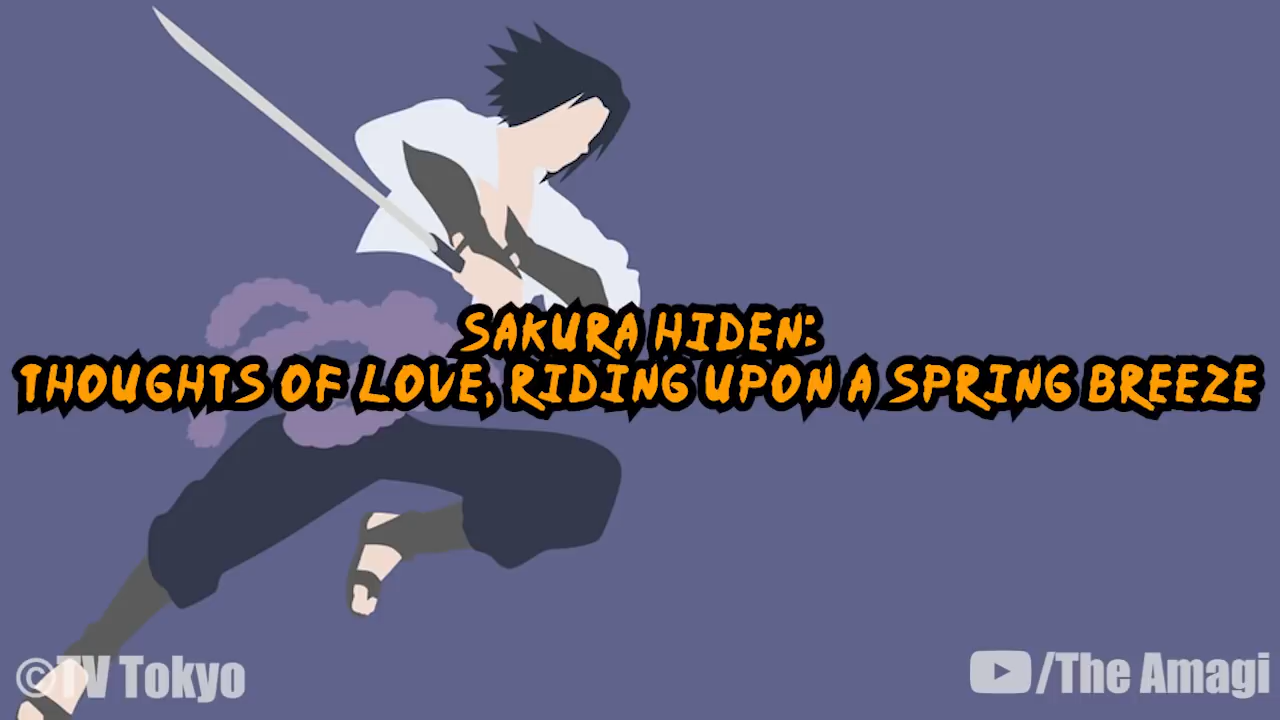 SAKURA HIDEN:
THOUGHTS OF LOVE, RIDING UPON A SPRING BREEZE
©TV Tokyo
/The Amagi